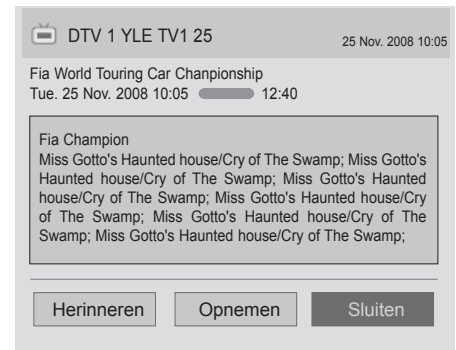 DTV 1 YLE TV1 25
25 Nov. 2008 10:05
Fia World Touring Car Chanpionship
Tue. 25 Nov. 2008 10:05 12:40
Fia Champion
Miss Gotto's Haunted house/Cry of The Swamp; Miss Gotto's
Haunted house/Cry of The Swamp; Miss Gotto's Haunted
house/Cry of The Swamp; Miss Gotto's Haunted house/Cry
of The Swamp; Miss Gotto's Haunted house/Cry of The
Swamp; Miss Gotto's Haunted house/Cry of The Swamp;
Herinneren Opnemen Sluiten